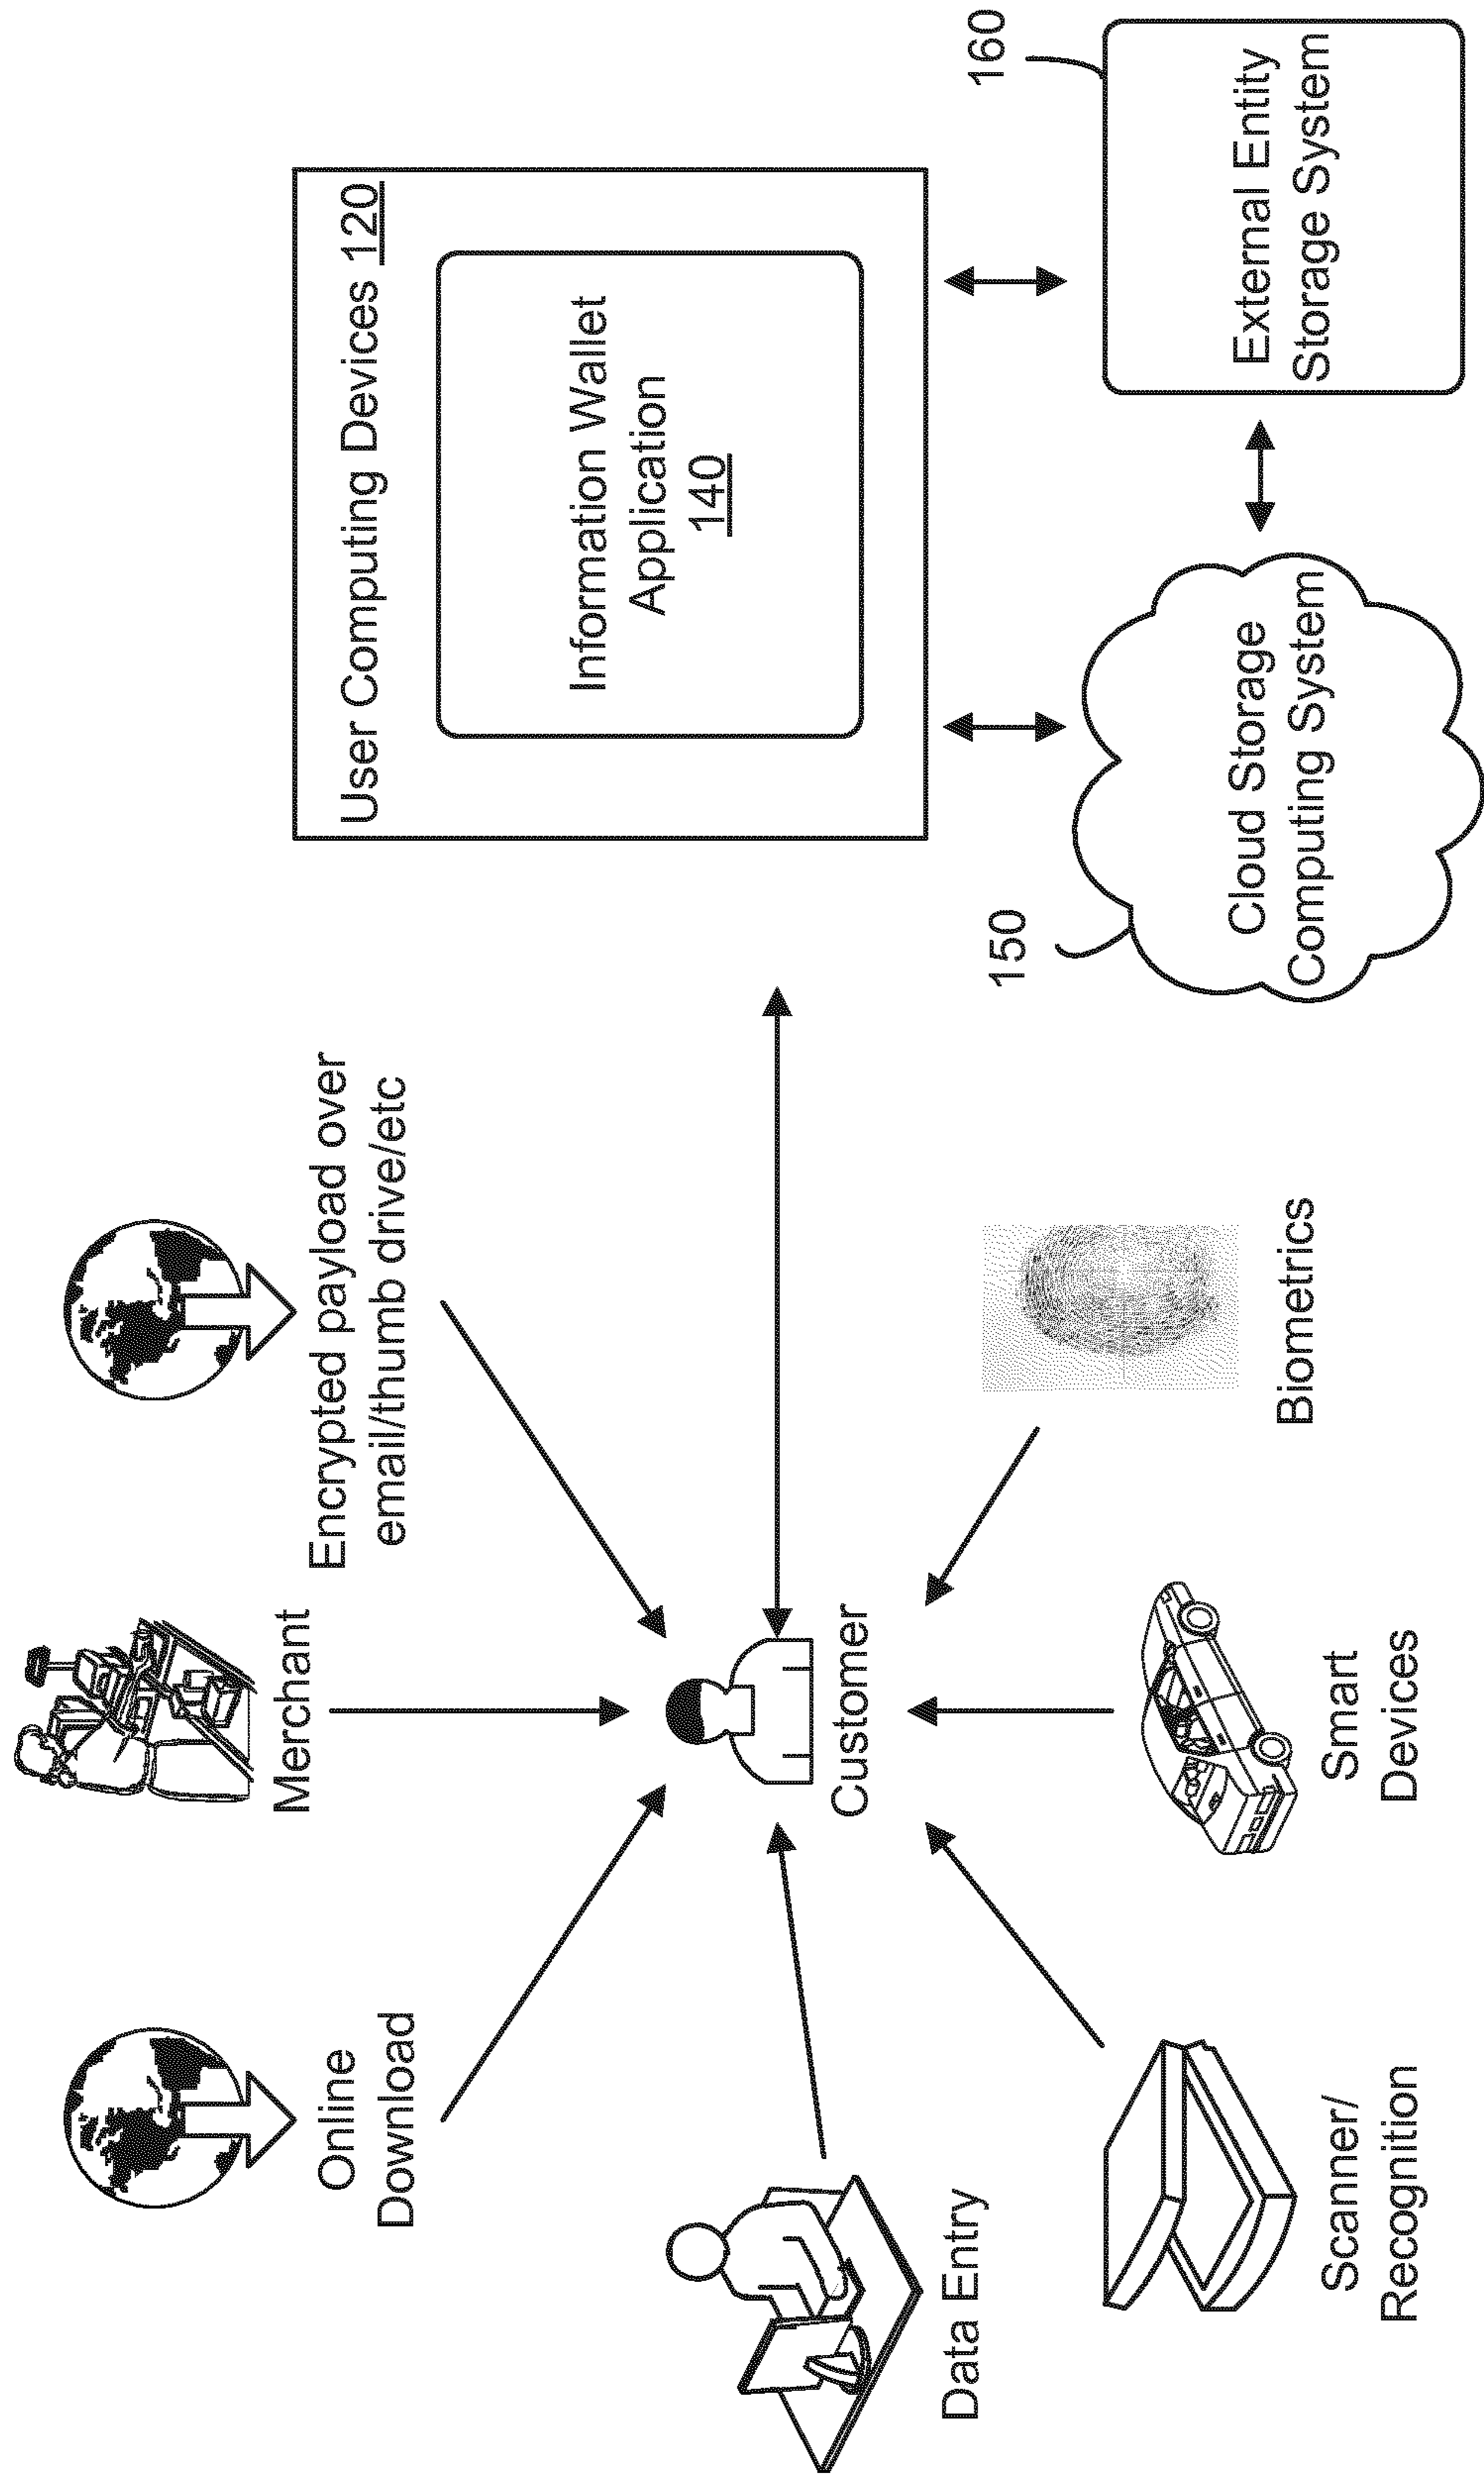 Online
Download
Merchant
Encrypted payload over
email/thumb drive/etc
User Computing Devices 120
Information Wallet
Application
140
Data Entry
Customer
Scanner/
Recognition
Smart
Devices
Biometrics
150
Cloud Storage
Computing System
160
External Entity
Storage System